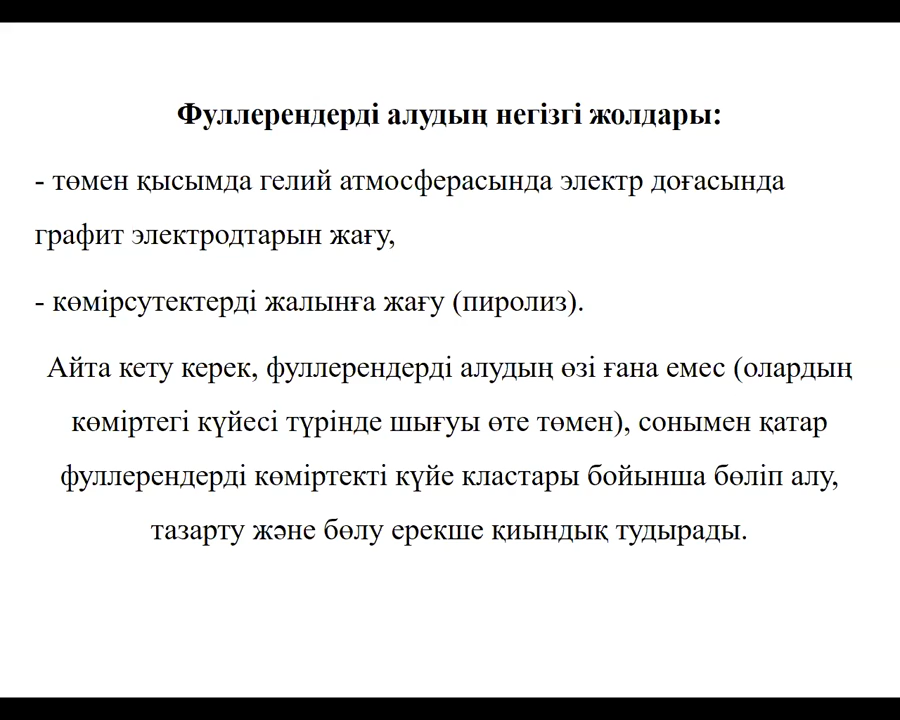 Фуллерендерді алудың негізгі жолдары:
- төмен қысымда гелий атмосферасында электр доғасында
графит электродтарын жағу,
- көмірсутектерді жалынға жағу (пиролиз).
Айта кету керек, фуллерендерді алудың өзі ғана емес (олардың
көміртегі күйесі түрінде шығуы өте төмен), сонымен қатар
фуллерендерді көміртекті күйе кластары бойынша бөліп алу,
тазарту және бөлу ерекше қиындық тудырады.